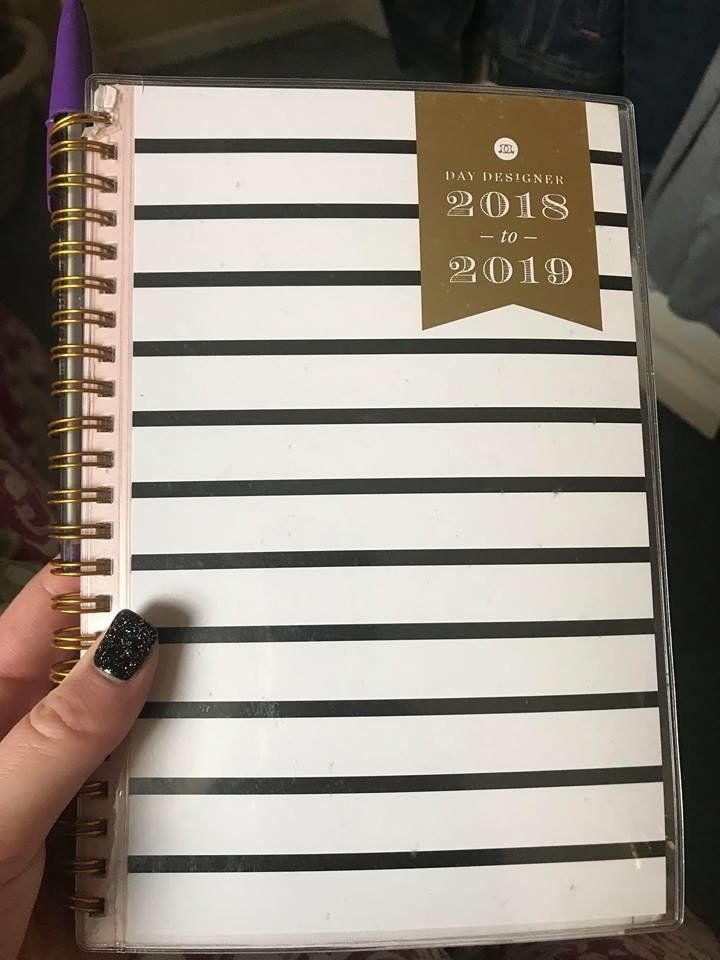 DAY DESIGNER
2018
– to –
2019